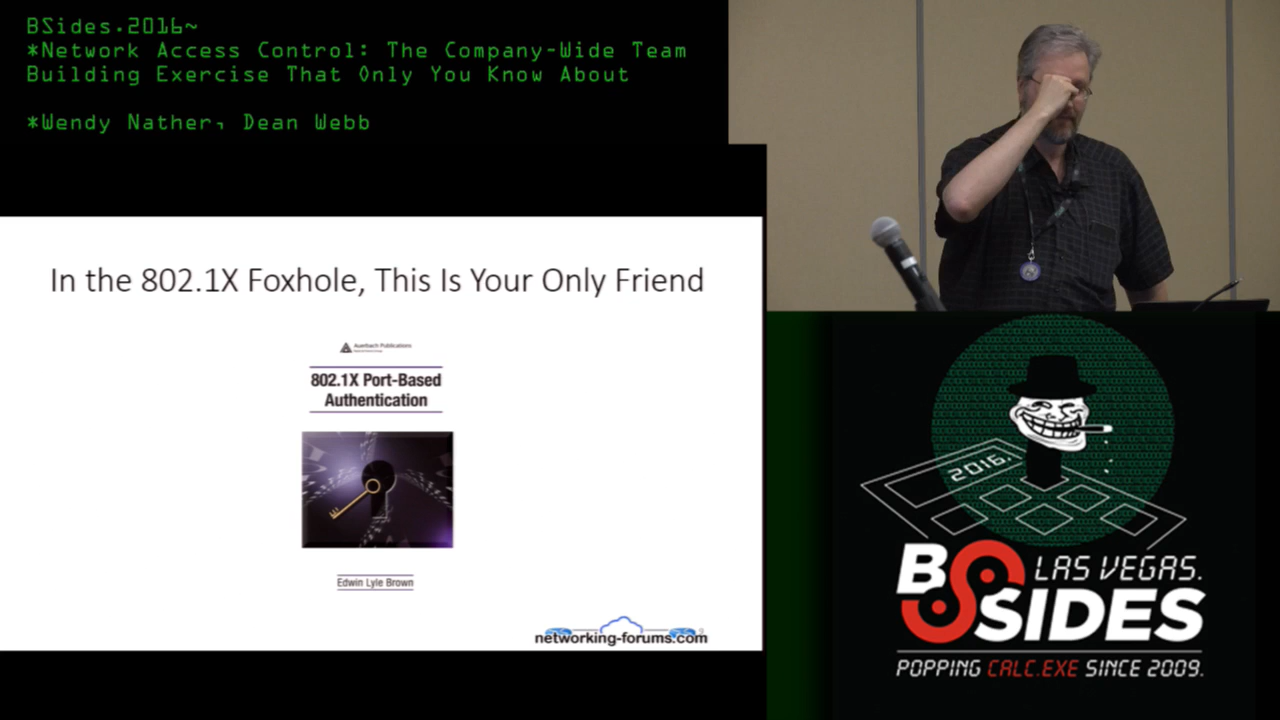 BSides.2016~
*Network Access Control: The Company-Wide Team
Building Exercise That Only You Know About
*Wendy Nather, Dean Webb
In the 802.1X Foxhole, This Is Your Only Friend
Auerbach Publications
802.1X Port-Based
Authentication
Edwin Lyle Brown
networking-forums.com
2016.
BSIDES
LAS VEGAS.
POPPING CALC.EXE SINCE 2009.